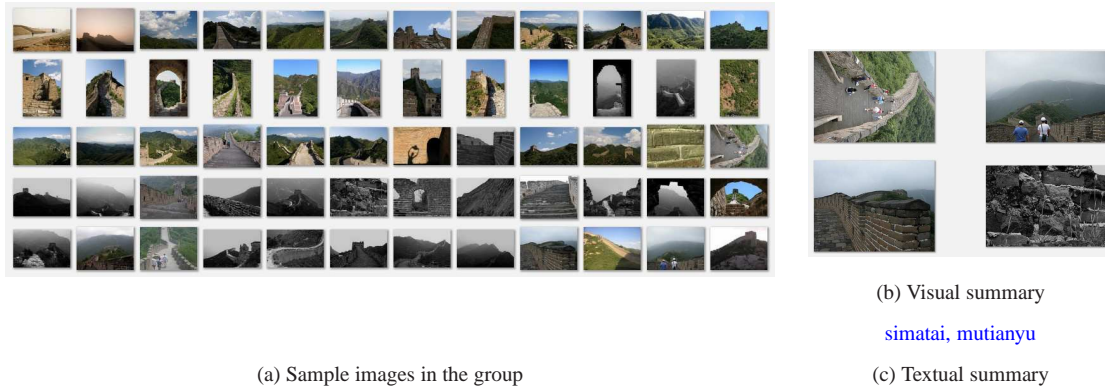 (b) Visual summary
simatai, mutianyu
(a) Sample images in the group
(c) Textual summary